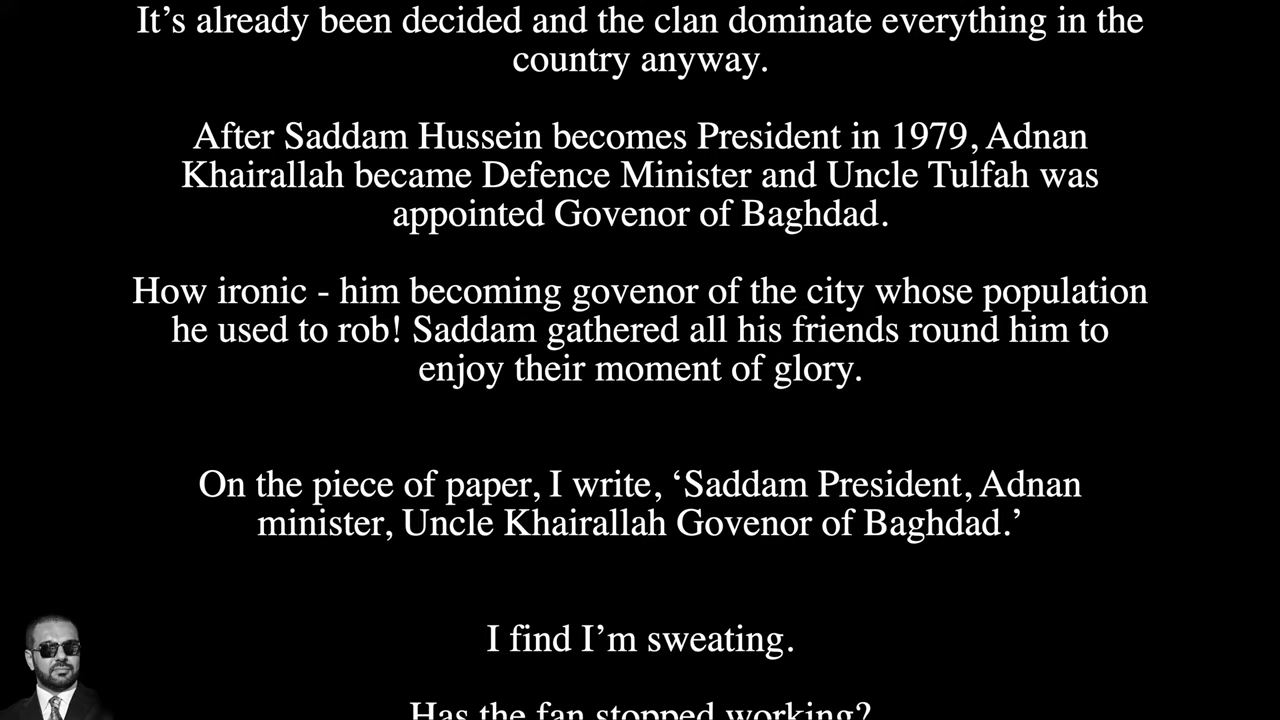 It’s already been decided and the clan dominate everything in the
country anyway.
After Saddam Hussein becomes President in 1979, Adnan
Khairallah became Defence Minister and Uncle Tulfah was
appointed Govenor of Baghdad.
How ironic - him becoming govenor of the city whose population
he used to rob! Saddam gathered all his friends round him to
enjoy their moment of glory.
On the piece of paper, I write, ‘Saddam President, Adnan
minister, Uncle Khairallah Govenor of Baghdad.’
I find I’m sweating.
Has the fan stopped working?